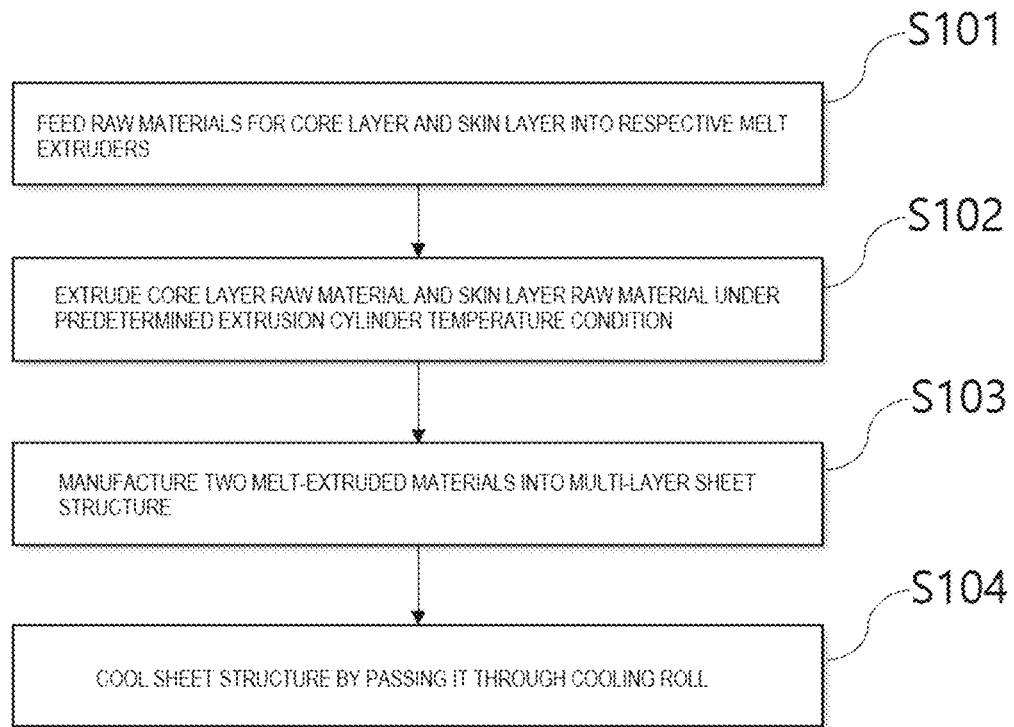 S101
FEED RAW MATERIALS FOR CORE LAYER AND SKIN LAYER INTO RESPECTIVE MELT
EXTRUDERS
S102
EXTRUDE CORE LAYER RAW MATERIAL AND SKIN LAYER RAW MATERIAL UNDER
PREDETERMINED EXTRUSION CYLINDER TEMPERATURE CONDITION
S103
MANUFACTURE TWO MELT-EXTRUDED MATERIALS INTO MULTI-LAYER SHEET
STRUCTURE
S104
COOL SHEET STRUCTURE BY PASSING IT THROUGH COOLING ROLL